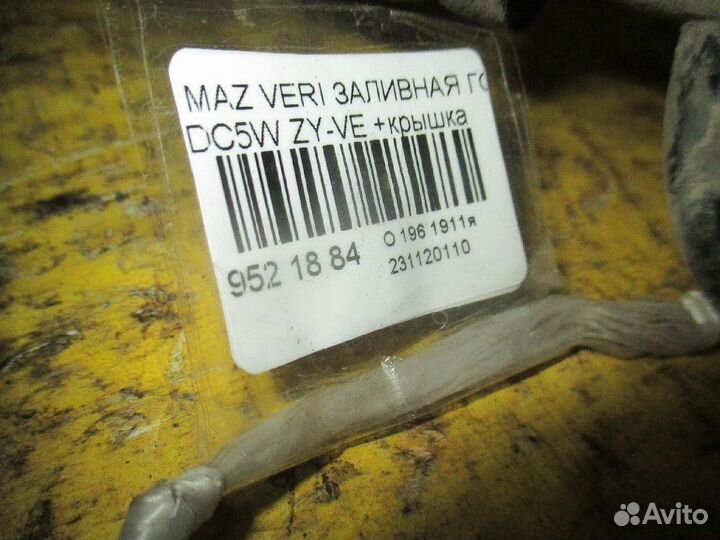 MAZ VERI ЗАЛИВНАЯ ГО
DC5W ZY-VE +крышка
952 18 84
О 196 1911я
231120110
Avito